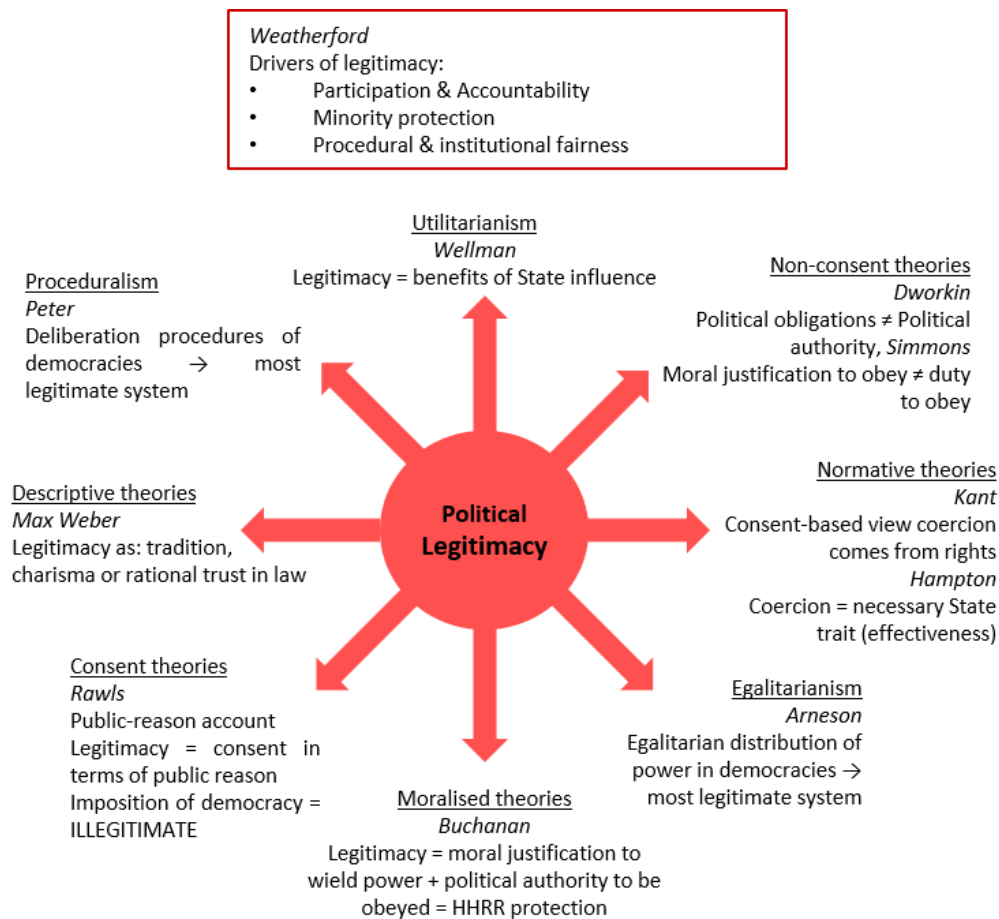 Weatherford
Drivers of legitimacy:
• Participation & Accountability
• Minority protection
• Procedural & institutional fairness
Utilitarianism
Wellman
Legitimacy = benefits of State influence
Proceduralism
Peter
Deliberation procedures of
democracies → most
legitimate system
Non-consent theories
Dworkin
Political obligations ≠ Political
authority, Simmons
Moral justification to obey ≠ duty
to obey
Descriptive theories
Max Weber
Legitimacy as: tradition,
charisma or rational trust in law
Political
Legitimacy
Normative theories
Kant
Consent-based view coercion
comes from rights
Hampton
Coercion = necessary State
trait (effectiveness)
Consent theories
Rawls
Public-reason account
Legitimacy = consent in
terms of public reason
Imposition of democracy =
ILLEGITIMATE
Egalitarianism
Arneson
Egalitarian distribution of
power in democracies →
most legitimate system
Moralised theories
Buchanan
Legitimacy = moral justification to
wield power + political authority to be
obeyed = HHRR protection